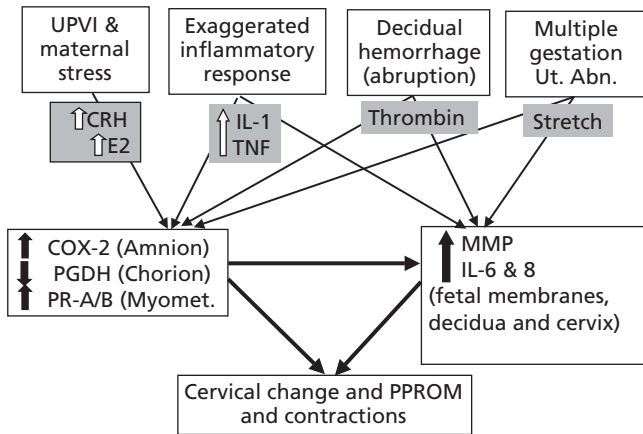 UPVI &
maternal
stress
Exaggerated
inflammatory
response
Decidual
hemorrhage
(abruption)
Multiple
gestation
Ut. Abn.
CRH
E2
IL-1
TNF
Thrombin
Stretch
COX-2 (Amnion)
PGDH (Chorion)
PR-A/B (Myomet.
MMP
IL-6 & 8
(fetal membranes,
decidua and cervix)
Cervical change and PPROM
and contractions